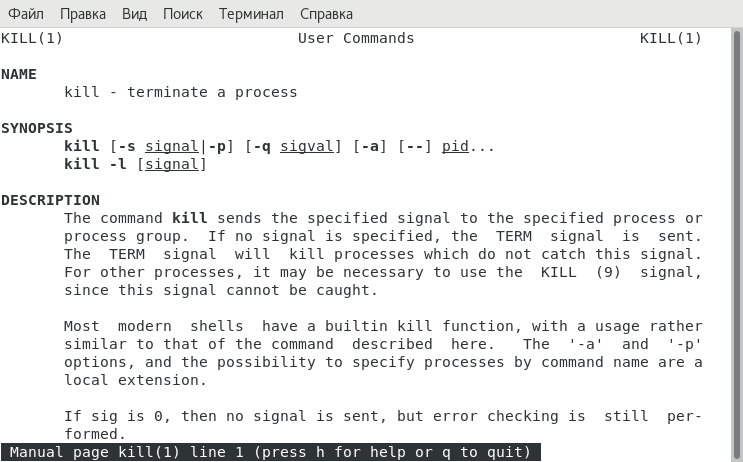 Файл Правка Вид Поиск Терминал Справка
KILL(1) User Commands KILL(1)
NAME
kill - terminate a process
SYNOPSIS
kill [-s signal|-p] [-q sigval] [-a] [--] pid...
kill -l [signal]
DESCRIPTION
The command kill sends the specified signal to the specified process or
process group. If no signal is specified, the TERM signal is sent.
The TERM signal will kill processes which do not catch this signal.
For other processes, it may be necessary to use the KILL (9) signal,
since this signal cannot be caught.
Most modern shells have a builtin kill function, with a usage rather
similar to that of the command described here. The '-a' and '-p'
options, and the possibility to specify processes by command name are a
local extension.
If sig is 0, then no signal is sent, but error checking is still per-
formed.
Manual page kill(1) line 1 (press h for help or q to quit)